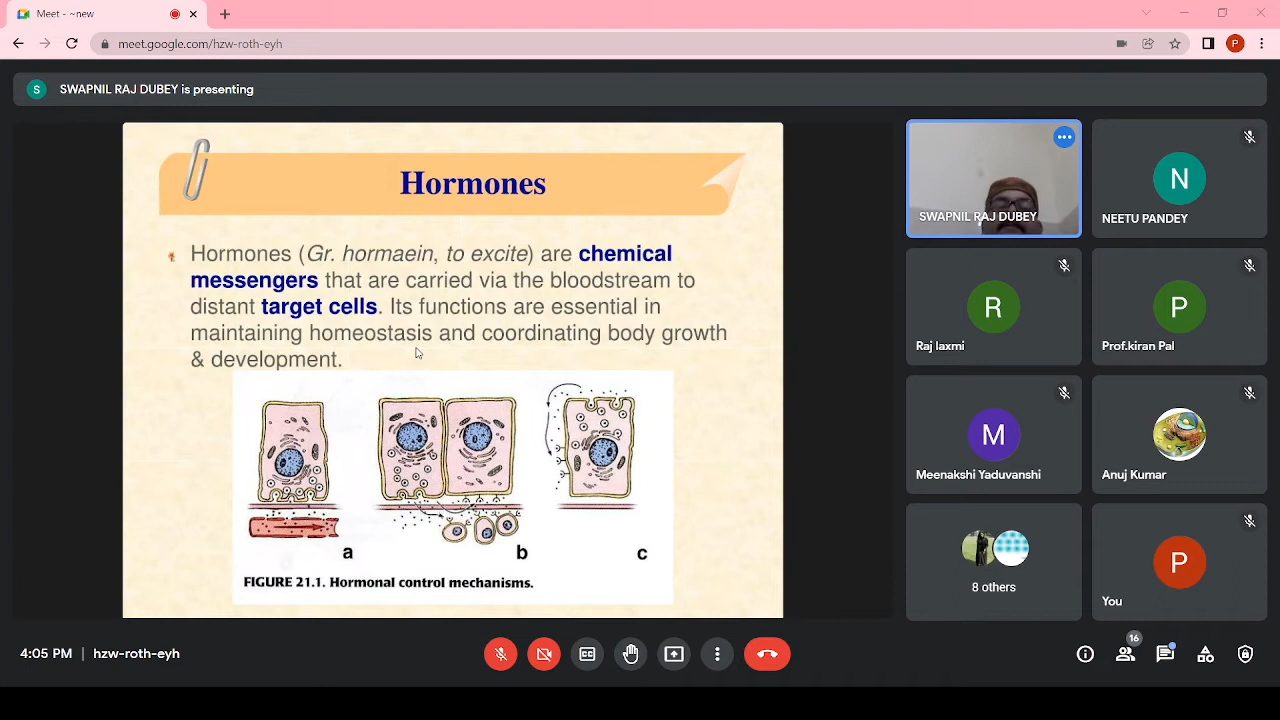 Meet - ~new
meet.google.com/hzw-roth-eyh
P
S
SWAPNIL RAJ DUBEY is presenting
Hormones
Hormones (Gr. hormaein, to excite) are chemical
messengers that are carried via the bloodstream to
distant target cells. Its functions are essential in
maintaining homeostasis and coordinating body growth
& development.
a
b
c
FIGURE 21.1. Hormonal control mechanisms.
SWAPNIL RAJ DUBEY
N
NEETU PANDEY
R
Raj laxmi
P
Prof.kiran Pal
M
Meenakshi Yaduvanshi
Anuj Kumar
8 others
P
You
4:05 PM | hzw-roth-eyh
16